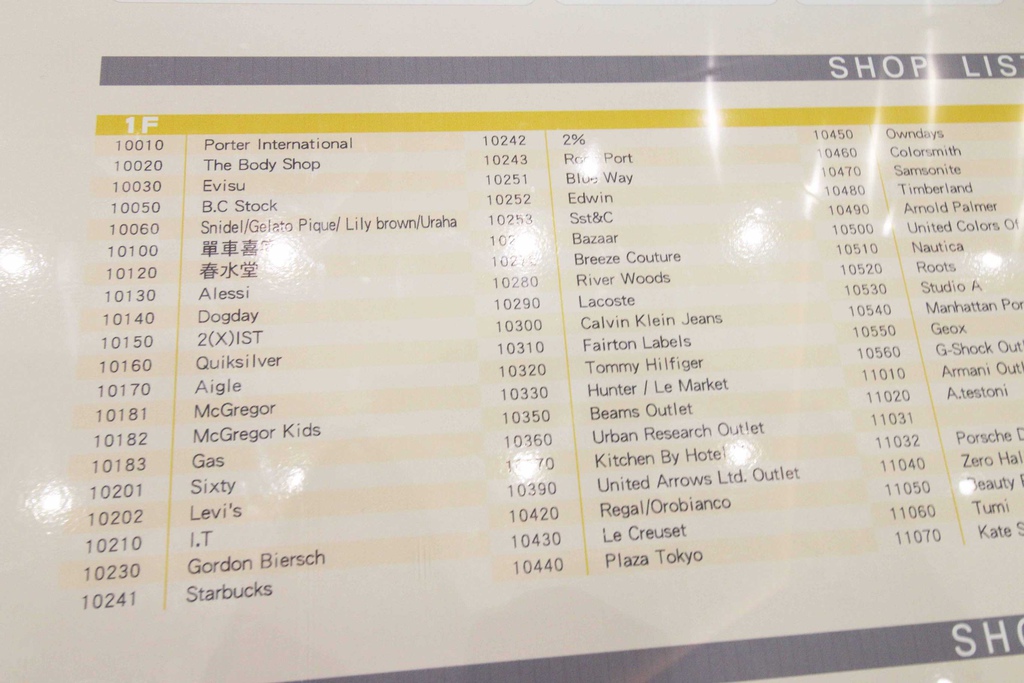 SHOP LIST
1F
10010 Porter International
10020 The Body Shop
10030 Evisu
10050 B.C Stock
10060 Snidel/Gelato Pique/ Lily brown/Uraha
10100 單車喜
10120 春水堂
10130 Alessi
10140 Dogday
10150 2(X)IST
10160 Quiksilver
10170 Aigle
10181 McGregor
10182 McGregor Kids
10183 Gas
10201 Sixty
10202 Levi's
10210 I.T
10230 Gordon Biersch
10241 Starbucks
10242 2%
10243 Port
10251 Blue Way
10252 Edwin
10253 Sst&C
Bazaar
Breeze Couture
10280 River Woods
10290 Lacoste
10300 Calvin Klein Jeans
10310 Fairton Labels
10320 Tommy Hilfiger
10330 Hunter / Le Market
10350 Beams Outlet
10360 Urban Research Outlet
Kitchen By Hotel
10390 United Arrows Ltd. Outlet
10420 Regal/Orobianco
10430 Le Creuset
10440 Plaza Tokyo
10450 Owndays
10460 Colorsmith
10470 Samsonite
10480 Timberland
10490 Arnold Palmer
10500 United Colors Of
10510 Nautica
10520 Roots
10530 Studio A
10540 Manhattan Por
10550 Geox
10560 G-Shock Outl
11010 Armani Outl
11020 A.testoni
11031
11032 Porsche D
11040 Zero Hal
11050 Beauty
11060 Tumi
11070 Kate S
SHO